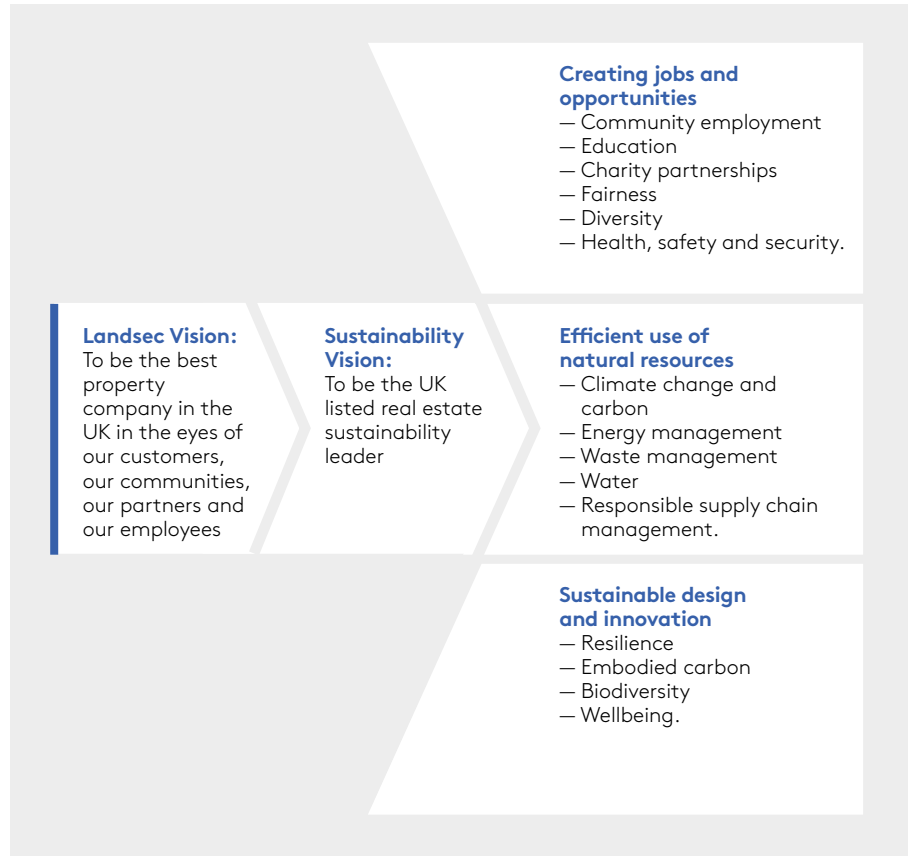 Creating jobs and
opportunities
— Community employment
— Education
— Charity partnerships
— Fairness
— Diversity
— Health, safety and security.
Landsec Vision:
To be the best
property
company in the
UK in the eyes of
our customers,
our communities,
our partners and
our employees
Sustainability
Vision:
To be the UK
listed real estate
sustainability
leader
Efficient use of
natural resources
— Climate change and
carbon
— Energy management
— Waste management
— Water
— Responsible supply chain
management.
Sustainable design
and innovation
— Resilience
— Embodied carbon
— Biodiversity
— Wellbeing.